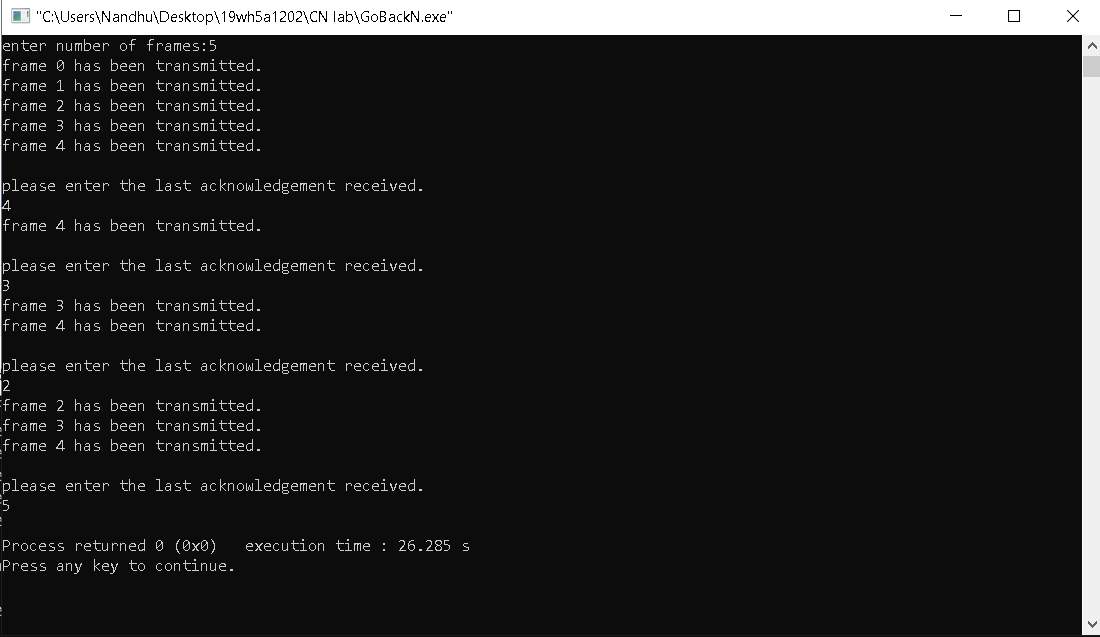 "C:\Users\Nandhu\Desktop\19wh5a1202\CN lab\GoBackN.exe"
enter number of frames:5
frame 0 has been transmitted.
frame 1 has been transmitted.
frame 2 has been transmitted.
frame 3 has been transmitted.
frame 4 has been transmitted.
please enter the last acknowledgement received.
4
frame 4 has been transmitted.
please enter the last acknowledgement received.
3
frame 3 has been transmitted.
frame 4 has been transmitted.
please enter the last acknowledgement received.
2
frame 2 has been transmitted.
frame 3 has been transmitted.
frame 4 has been transmitted.
please enter the last acknowledgement received.
5
Process returned 0 (0x0)   execution time : 26.285 s
Press any key to continue.